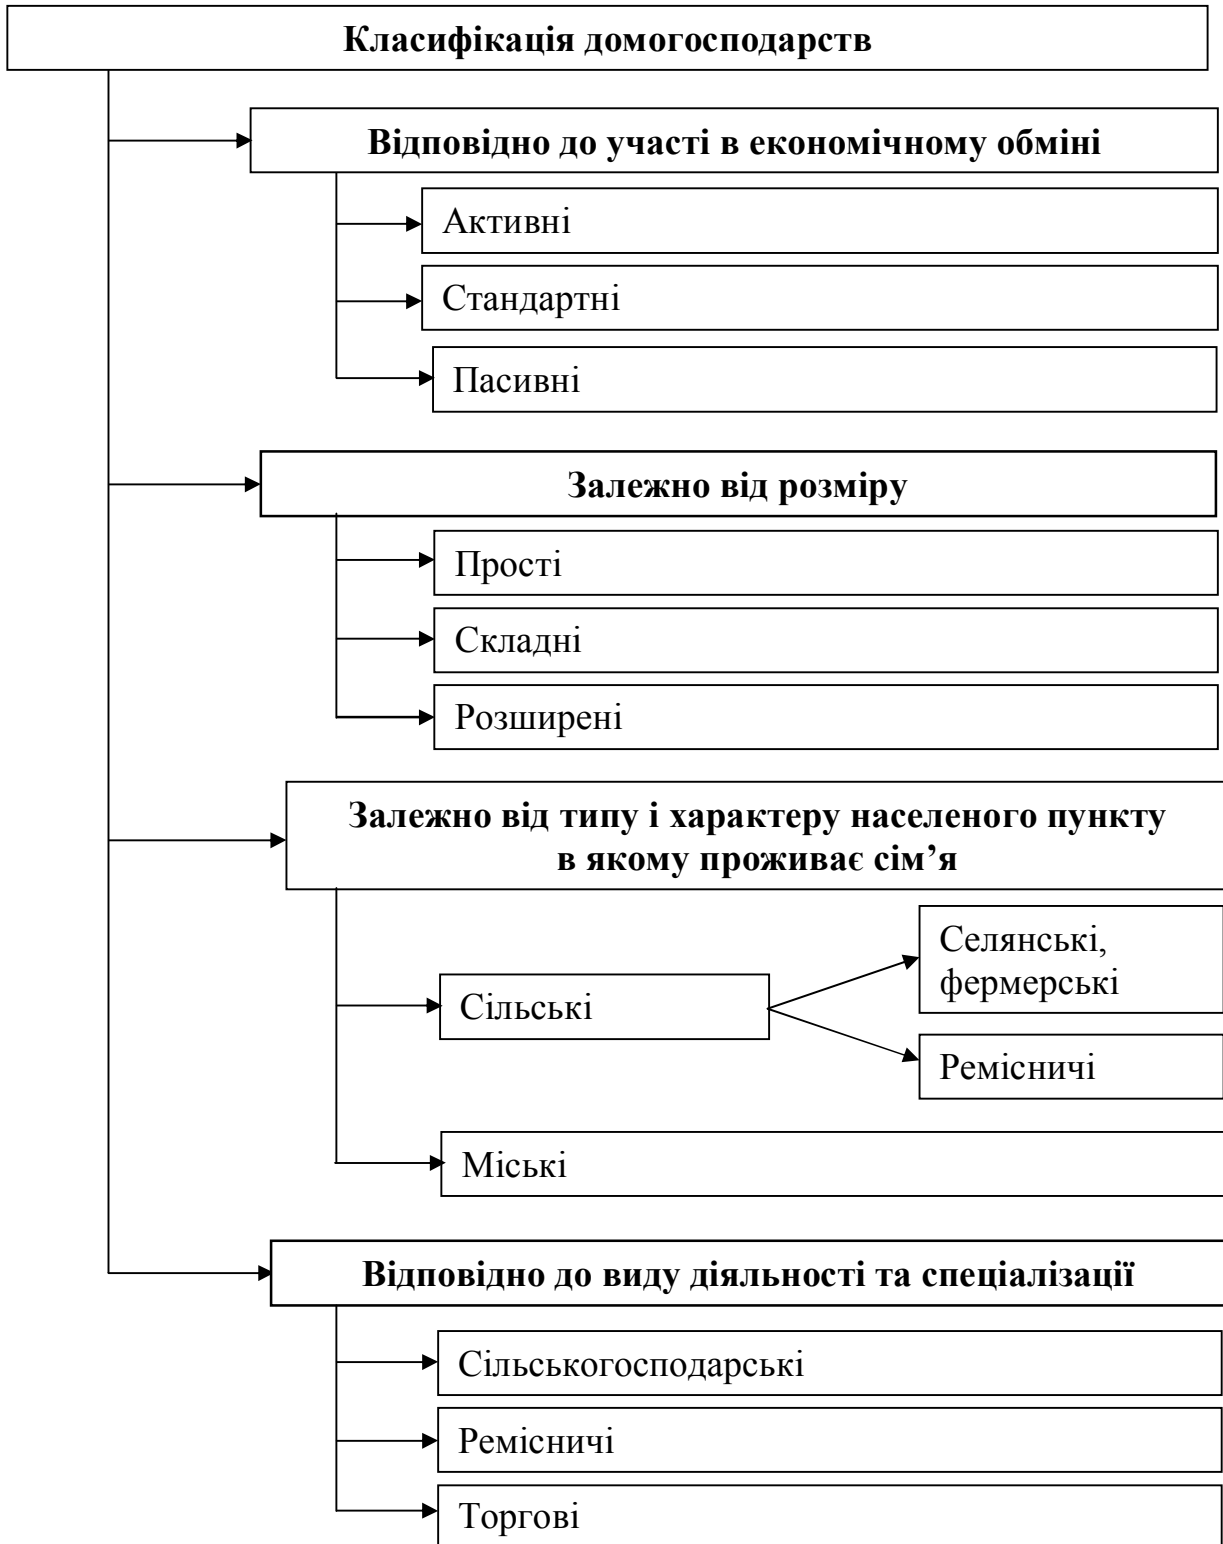 Класифікація домогосподарств
Відповідно до участі в економічному обміні
Активні
Стандартні
Пасивні
Залежно від розміру
Прості
Складні
Розширені
Залежно від типу і характеру населеного пункту
в якому проживає сім’я
Селянські,
фермерські
Сільські
Ремісничі
Міські
Відповідно до виду діяльності та спеціалізації
Сільськогосподарські
Ремісничі
Торгові